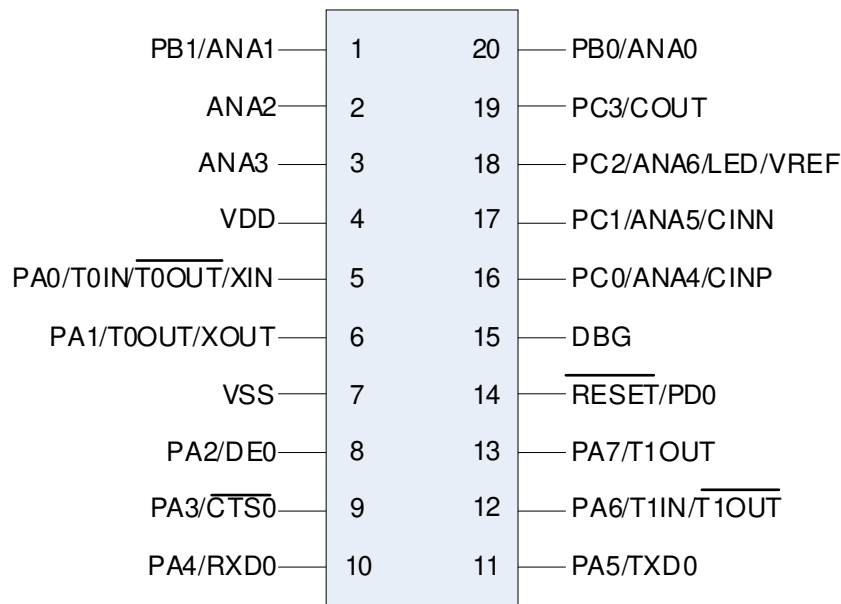 PB1/ANA1 1 20 PB0/ANA0
ANA2 2 19 PC3/COUT
ANA3 3 18 PC2/ANA6/LED/VREF
VDD 4 17 PC1/ANA5/CINN
PA0/T0IN/T0OUT/XIN 5 16 PC0/ANA4/CINP
PA1/T0OUT/XOUT 6 15 DBG
VSS 7 14 RESET/PD0
PA2/DE0 8 13 PA7/T1OUT
PA3/CTS0 9 12 PA6/T1IN/T1OUT
PA4/RXD0 10 11 PA5/TXD0